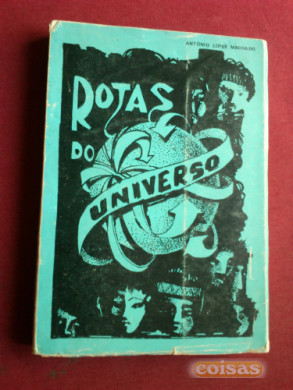 ANTONIO LOPES MACHADO
ROTAS
DO
UNIVERSO
coisas